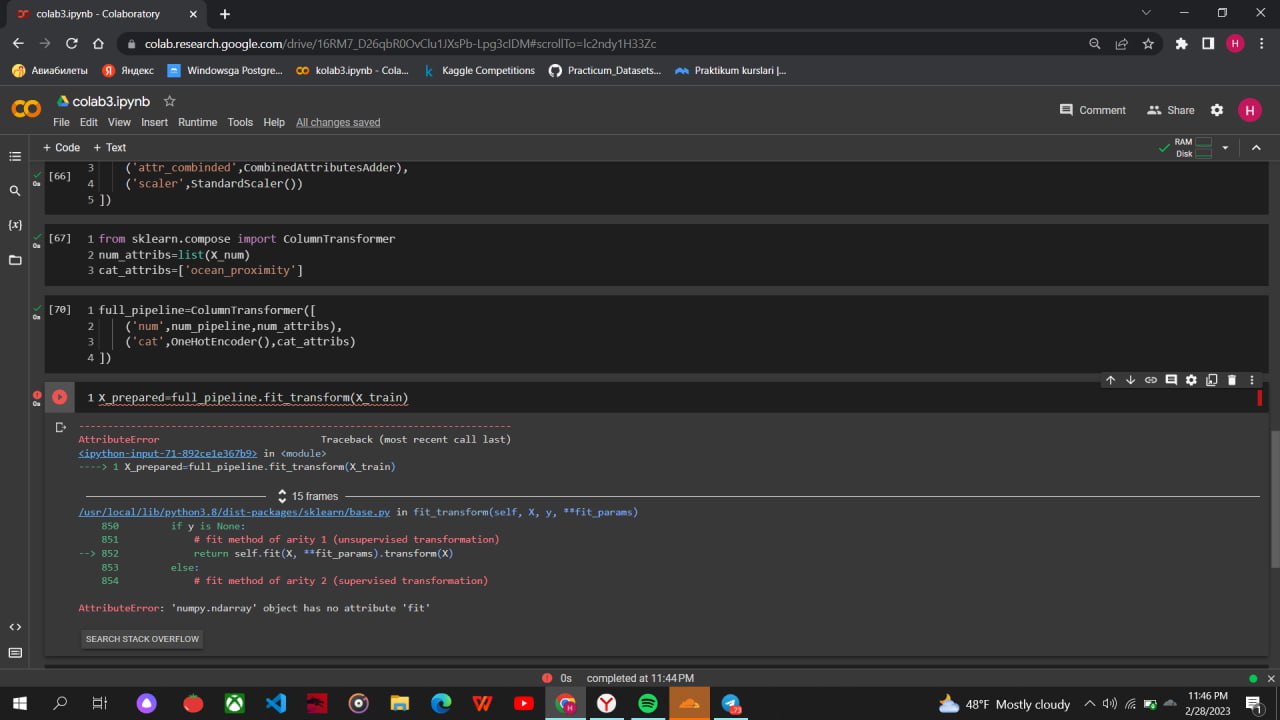 colab3.ipynb - Colaboratory
colab.research.google.com/drive/16RM7_D26qbR0OvClu1JXsPb-Lpg3cIDM#scrollTo=Ic2ndy1H33Zc
H
Авиабилеты Яндекс Windowsga Postgre... kolab3.ipynb - Cola... Kaggle Competitions Practicum_Datasets... Praktikum kurslari |...
colab3.ipynb
Comment Share H
File Edit View Insert Runtime Tools Help All changes saved
+ Code + Text
RAM
Disk
[66] 3 ('attr_combinded',CombinedAttributesAdder),
0s
4 ('scaler',StandardScaler())
5 ])
[67] 1 from sklearn.compose import ColumnTransformer
0s
2 num_attribs=list(X_num)
3 cat_attribs=['ocean_proximity']
[70] 1 full_pipeline=ColumnTransformer([
0s
2 ('num',num_pipeline,num_attribs),
3 ('cat',OneHotEncoder(),cat_attribs)
4 ])
1 X_prepared=full_pipeline.fit_transform(X_train)
0s
---------------------------------------------------------------------------
AttributeError Traceback (most recent call last)
<ipython-input-71-892ce1e367b9> in <module>
----> 1 X_prepared=full_pipeline.fit_transform(X_train)
15 frames
/usr/local/lib/python3.8/dist-packages/sklearn/base.py in fit_transform(self, X, y, **fit_params)
850 if y is None:
851 # fit method of arity 1 (unsupervised transformation)
--> 852 return self.fit(X, **fit_params).transform(X)
853 else:
854 # fit method of arity 2 (supervised transformation)
AttributeError: 'numpy.ndarray' object has no attribute 'fit'
SEARCH STACK OVERFLOW
0s completed at 11:44 PM
48°F Mostly cloudy
11:46 PM
2/28/2023